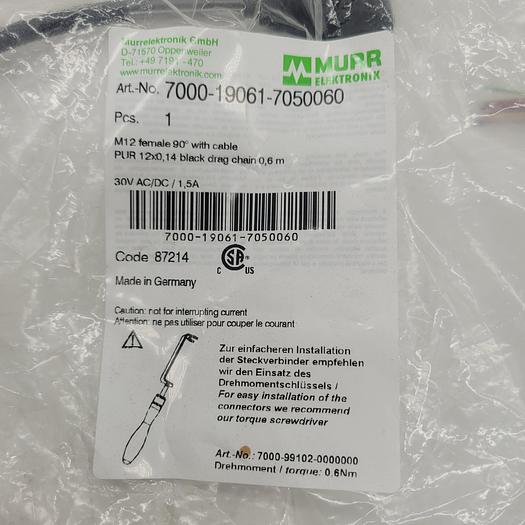 Murrelektronik GmbH
D-71570 Oppenweiler
Tel.: +49 7191 -470
www.murrelektronik.com
MURR
ELEKTRONIK
Art.-No. 7000-19061-7050060
Pcs. 1
M12 female 90° with cable
PUR 12x0,14 black drag chain 0,6 m
30V AC/DC / 1,5A
7000-19061-7050060
Code 87214
C SA US
Made in Germany
Caution: not for interrupting current
Attention: ne pas utiliser pour couper le courant
Zur einfacheren Installation
der Steckverbinder empfehlen
wir den Einsatz des
Drehmomentschlüssels /
For easy installation of the
connectors we recommend
our torque screwdriver
Art.-No.: 7000-99102-0000000
Drehmoment / torque: 0.6Nm